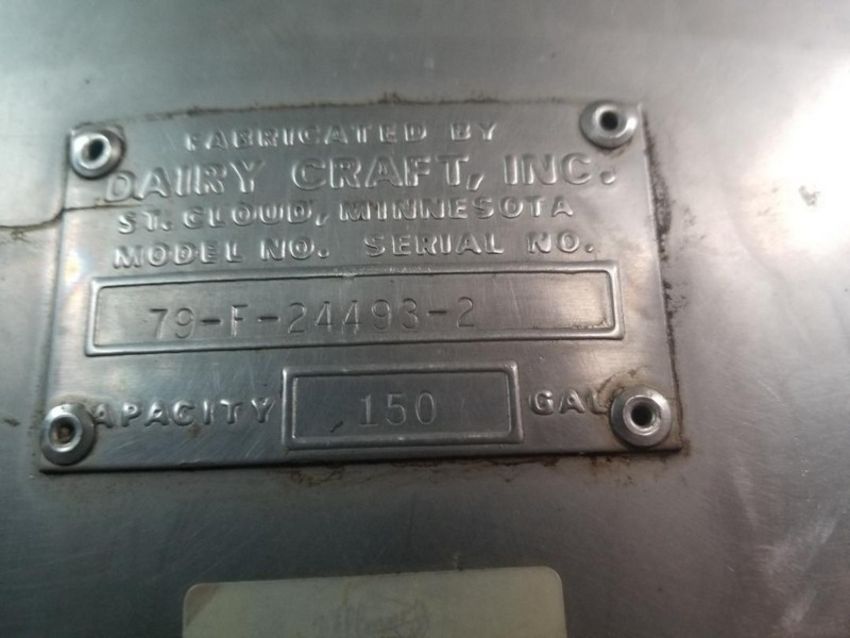 FABRICATED BY
DAIRY CRAFT, INC.
ST. CLOUD, MINNESOTA
MODEL NO. SERIAL NO.
79-F-24493-2
CAPACITY 150 GAL